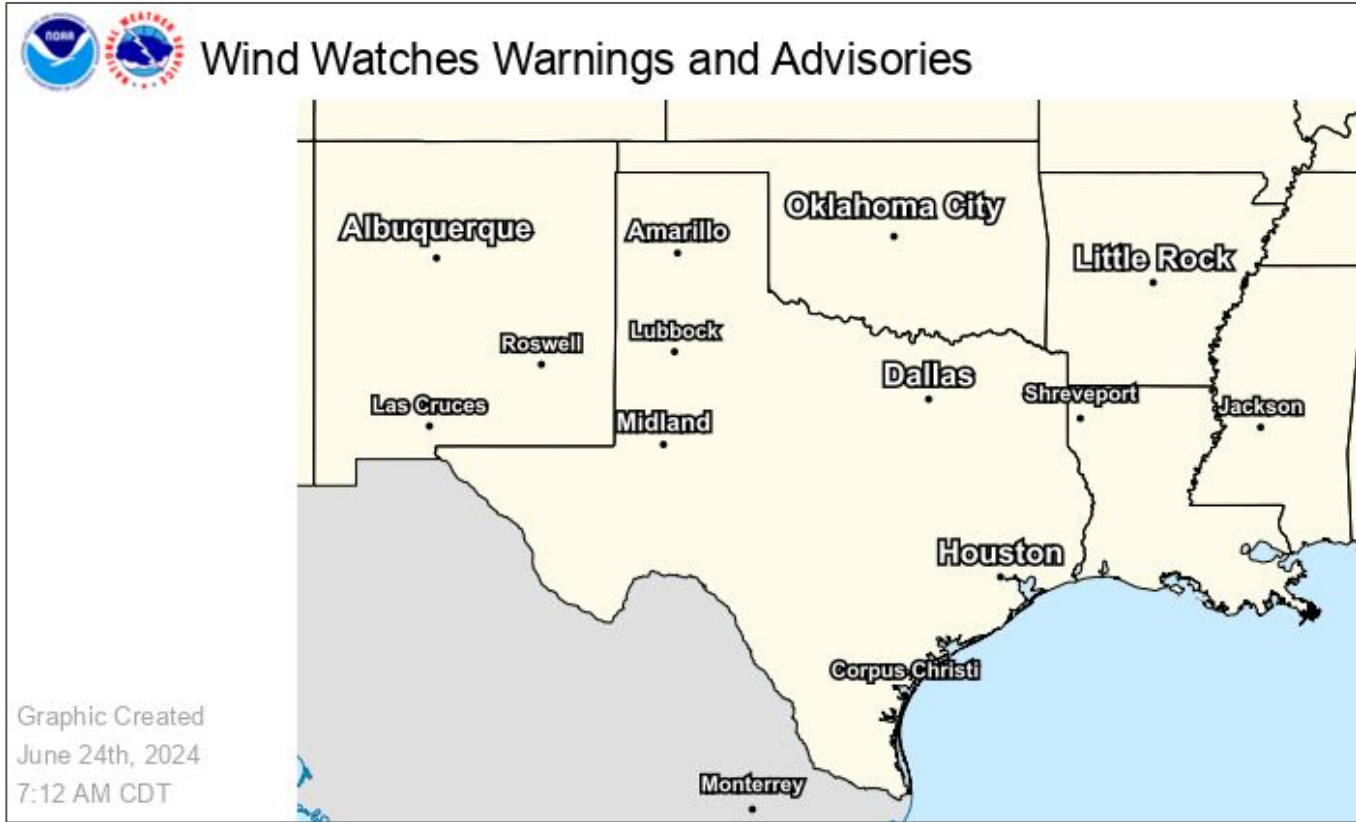 NOAA
NATIONAL WEATHER SERVICE
Wind Watches Warnings and Advisories
Oklahoma City
Albuquerque
Amarillo
Little Rock
Lubbock
Roswell
Dallas
Shreveport
Las Cruces
Jackson
Midland
Houston
Corpus Christi
Graphic Created
June 24th, 2024
7:12 AM CDT
Monterrey